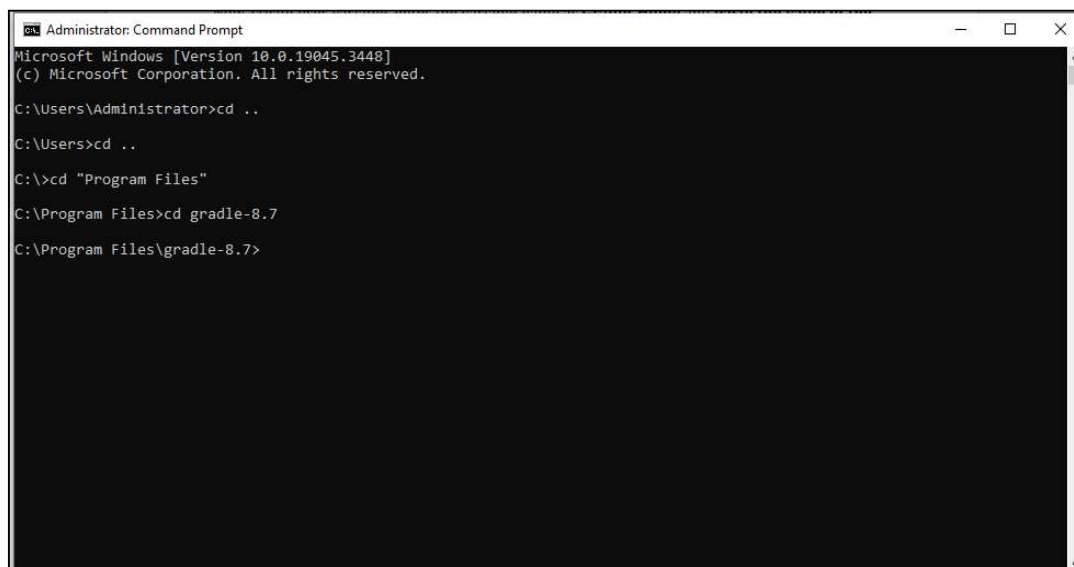 Administrator: Command Prompt
Microsoft Windows [Version 10.0.19045.3448]
(c) Microsoft Corporation. All rights reserved.
C:\Users\Administrator>cd ..
C:\Users>cd ..
C:\>cd "Program Files"
C:\Program Files>cd gradle-8.7
C:\Program Files\gradle-8.7>